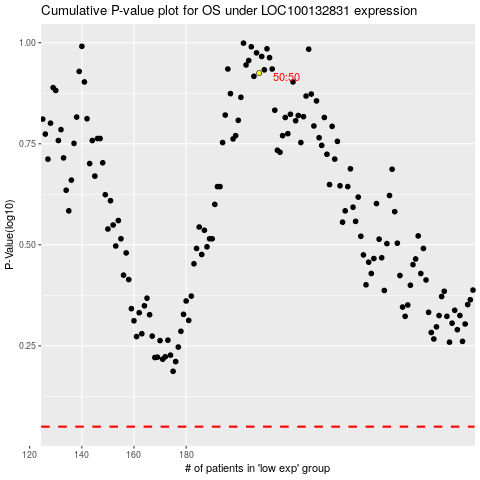 Cumulative P-value plot for OS under LOC100132831 expression
P-Value(log10)
1.00
0.75
0.50
0.25
50:50
120 140 160 180
# of patients in 'low exp' group